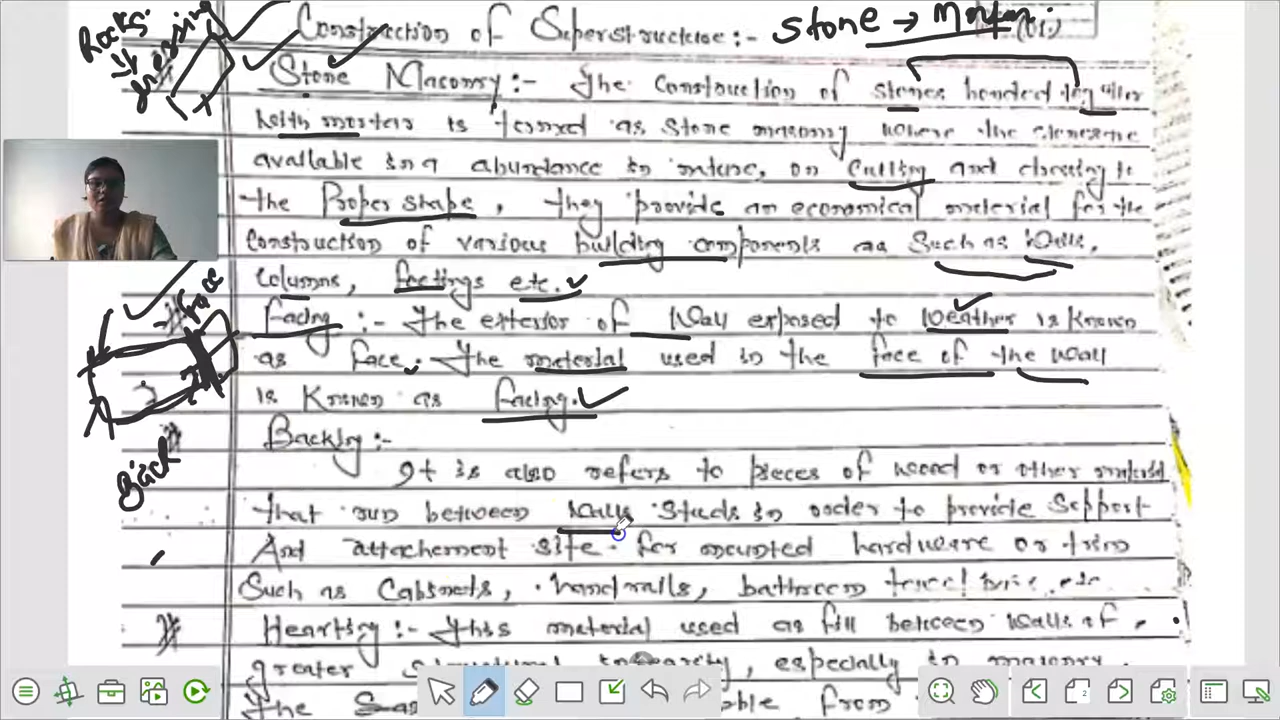 Rocks
dressing
Construction of Superstructure:- Stone → Mortar
Stone Masonry:- The Construction of stones bonded together
with mortar is termed as stone masonry where the
available in a abundance in nature, on Cutting and
the Proper shape, They provide an economical material for the
Construction of various building components as Such as Walls,
Columns, footings etc.
face
Facing:- The exterior of Wall exposed to weather is Known
as face. The material used in the face of the wall
is Known as facing.
Back
Backing:-
It is also refers to pieces of wood or other material
that run between Walls Studs in order to provide Support
And attachement site for mounted hardware or trim
Such as Cabinets, handrails, bathroom
Hearting:- This material used as fill between Walls of
greater especially in masonry.
The from
2